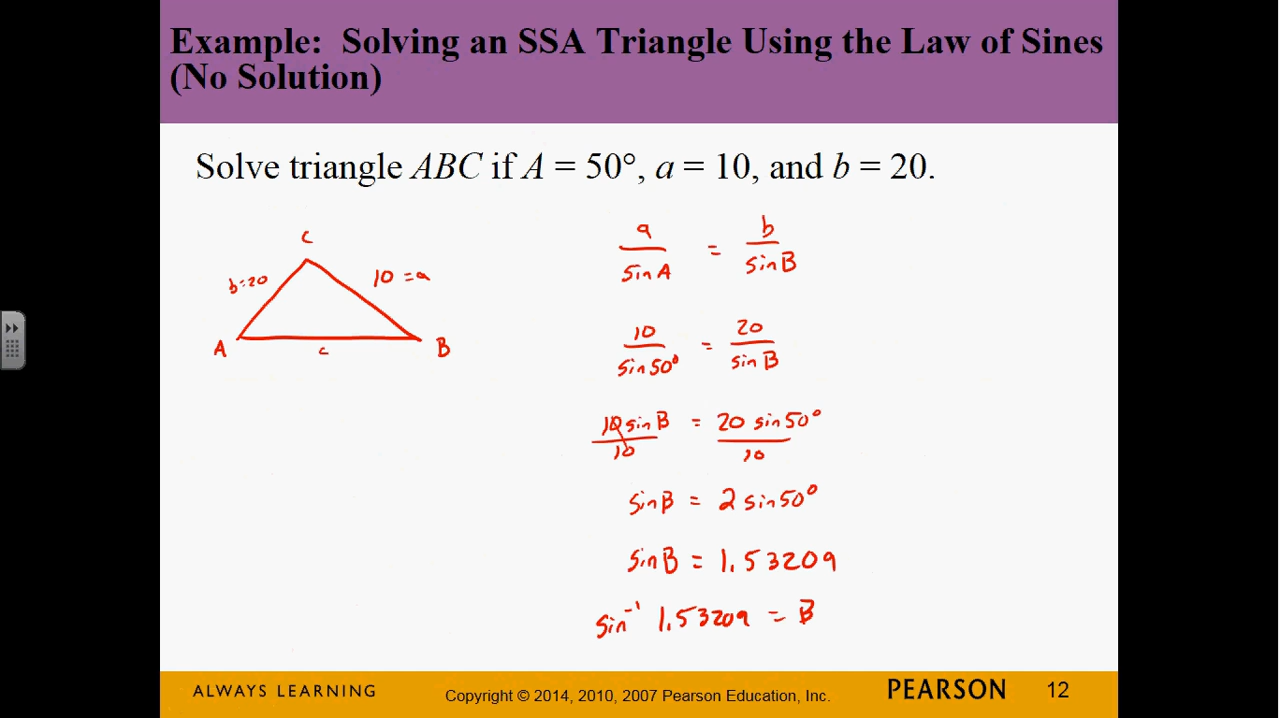 Example: Solving an SSA Triangle Using the Law of Sines
(No Solution)
Solve triangle ABC if A = 50°, a = 10, and b = 20.
C
b=20
10 = a
A
c
B
a/sin A = b/sin B
10/sin 50° = 20/sin B
10 sin B/10 = 20 sin 50°/10
sin B = 2 sin 50°
sin B = 1.53209
sin⁻¹ 1.53209 = B
ALWAYS LEARNING
Copyright © 2014, 2010, 2007 Pearson Education, Inc.
PEARSON
12